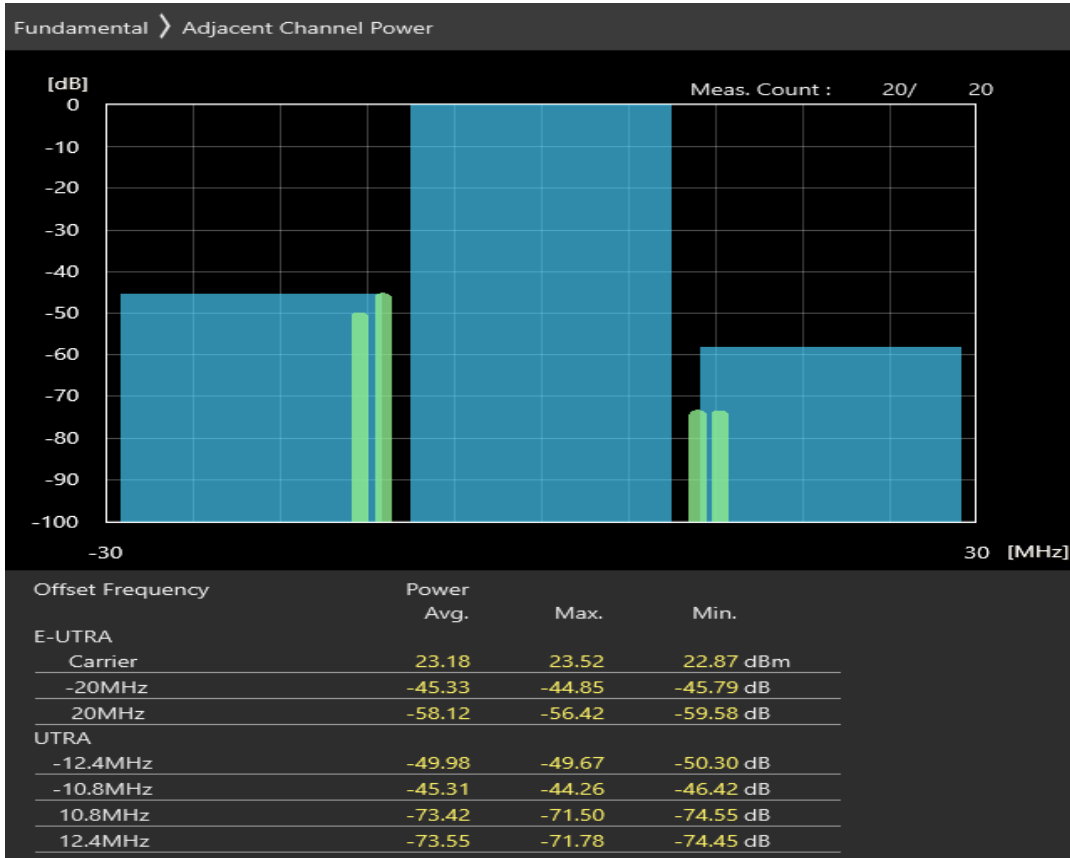 Fundamental 〉 Adjacent Channel Power
[dB]
Meas. Count : 20/ 20
0
-10
-20
-30
-40
-50
-60
-70
-80
-90
-100
-30 30 [MHz]
Offset Frequency Power
Avg. Max. Min.
E-UTRA
Carrier 23.18 23.52 22.87 dBm
-20MHz -45.33 -44.85 -45.79 dB
20MHz -58.12 -56.42 -59.58 dB
UTRA
-12.4MHz -49.98 -49.67 -50.30 dB
-10.8MHz -45.31 -44.26 -46.42 dB
10.8MHz -73.42 -71.50 -74.55 dB
12.4MHz -73.55 -71.78 -74.45 dB